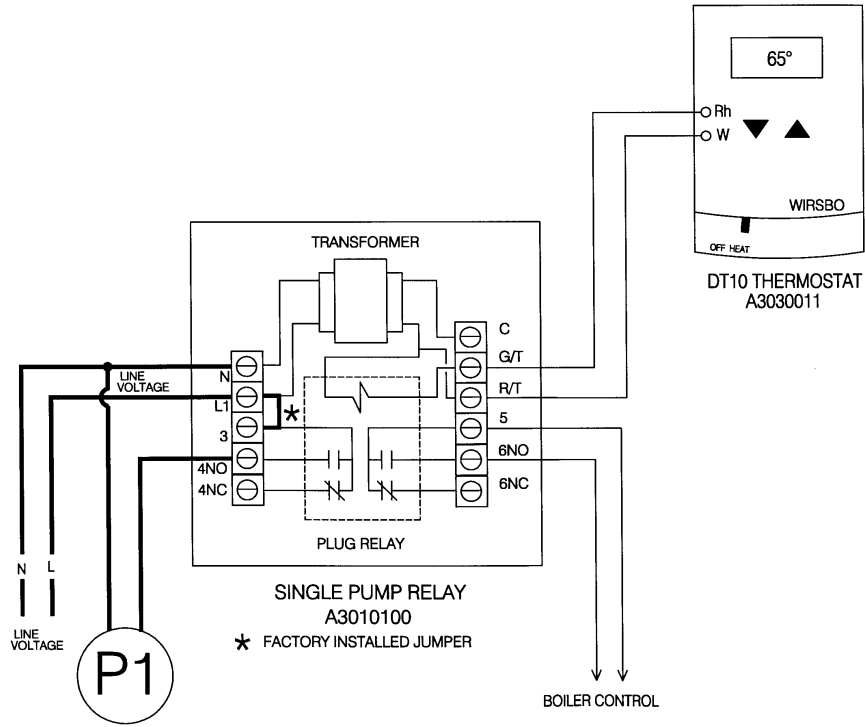 65°
Rh
W
WIRSBO
OFF HEAT
DT10 THERMOSTAT
A3030011
TRANSFORMER
C
G/T
R/T
5
6NO
6NC
N
LINE
VOLTAGE
L1
3
4NO
4NC
*
PLUG RELAY
SINGLE PUMP RELAY
A3010100
* FACTORY INSTALLED JUMPER
N L
LINE
VOLTAGE
P1
BOILER CONTROL